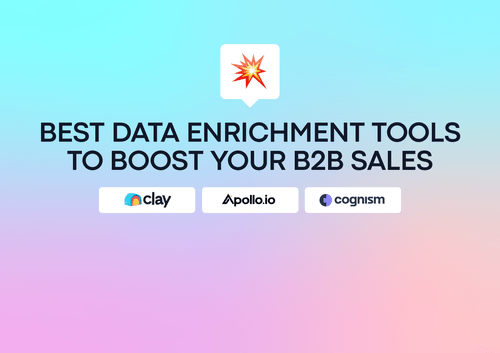 BEST DATA ENRICHMENT TOOLS
TO BOOST YOUR B2B SALES
clay Apollo.io cognism